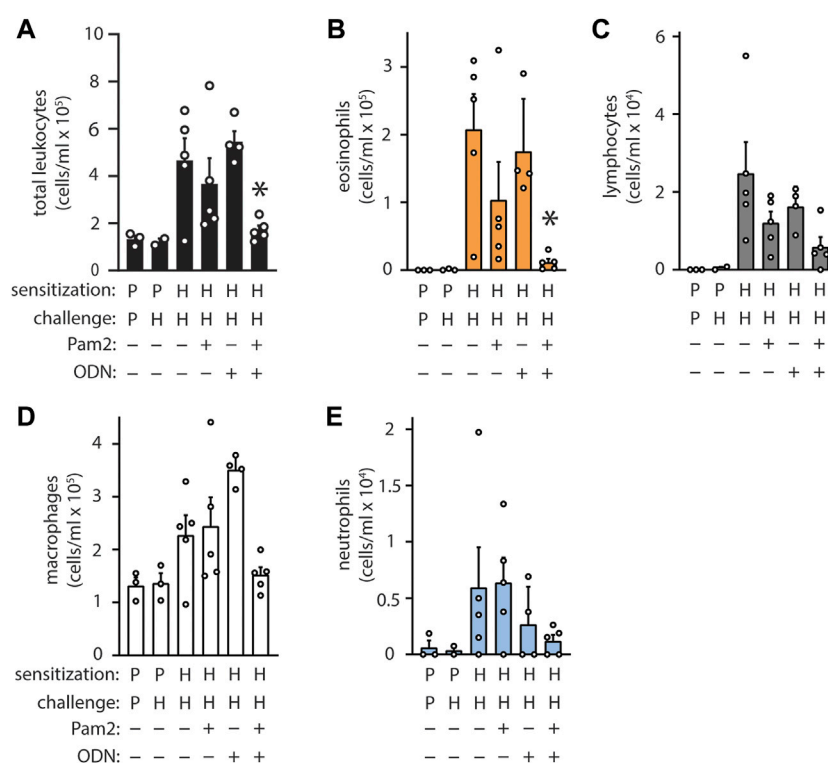 A
total leukocytes
(cells/ml x 10⁵)
10
8
6
4
2
0
*
sensitization: P P H H H H
challenge: P H H H H H
Pam2: – – – + – +
ODN: – – – – + +
B
eosinophils
(cells/ml x 10⁵)
3
2
1
0
*
P P H H H H
P H H H H H
– – – + – +
– – – – + +
C
lymphocytes
(cells/ml x 10⁴)
6
4
2
0
P P H H H H
P H H H H H
– – – + – +
– – – – + +
D
macrophages
(cells/ml x 10⁵)
4
3
2
1
0
sensitization: P P H H H H
challenge: P H H H H H
Pam2: – – – + – +
ODN: – – – – + +
E
neutrophils
(cells/ml x 10⁴)
2
1.5
1
0.5
0
P P H H H H
P H H H H H
– – – + – +
– – – – + +